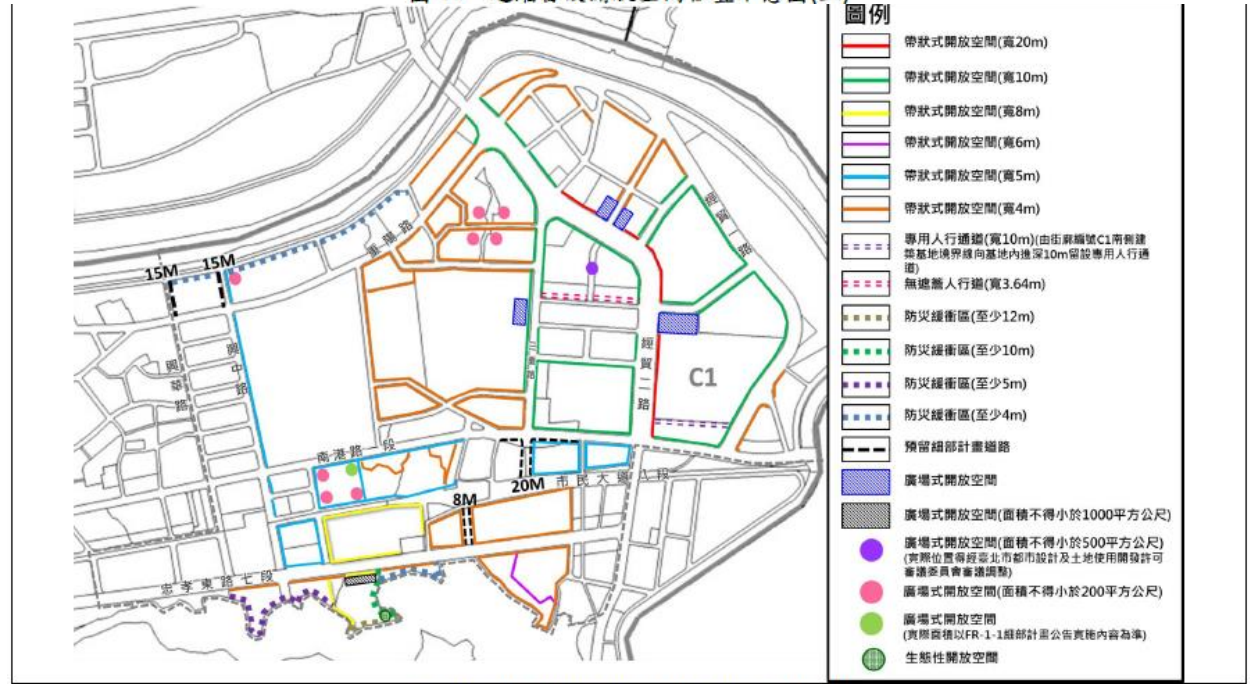 圖例
帶狀式開放空間(寬20m)
帶狀式開放空間(寬10m)
帶狀式開放空間(寬8m)
帶狀式開放空間(寬6m)
帶狀式開放空間(寬5m)
帶狀式開放空間(寬4m)
專用人行通道(寬10m)(由街廓編號C1南側建
築基地境界線向基地內進深10m留設專用人行通
道)
無遮簷人行道(寬3.64m)
防災緩衝區(至少12m)
防災緩衝區(至少10m)
防災緩衝區(至少5m)
防災緩衝區(至少4m)
預留細部計畫道路
廣場式開放空間
廣場式開放空間(面積不得小於1000平方公尺)
廣場式開放空間(面積不得小於500平方公尺)
(實際位置得經臺北市都市設計及土地使用開發許可
審議委員會審議調整)
廣場式開放空間(面積不得小於200平方公尺)
廣場式開放空間
(實際面積以FR-1-1細部計畫公告實施內容為準)
生態性開放空間
經貿一路
重陽路
15M
15M
興華路
興中路
三重路
經貿二路
C1
南港路一段
市民大道八段
20M
8M
忠孝東路七段